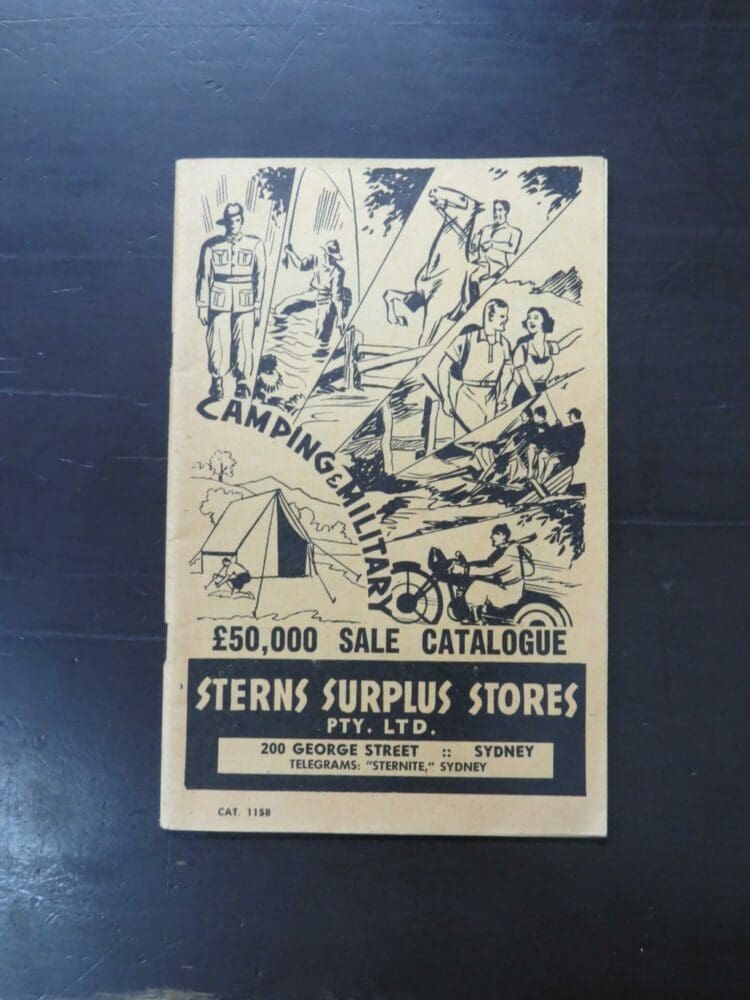 CAMPING & MILITARY
£50,000 SALE CATALOGUE
STERNS SURPLUS STORES
PTY. LTD.
200 GEORGE STREET :: SYDNEY
TELEGRAMS: "STERNITE," SYDNEY
CAT. 1158